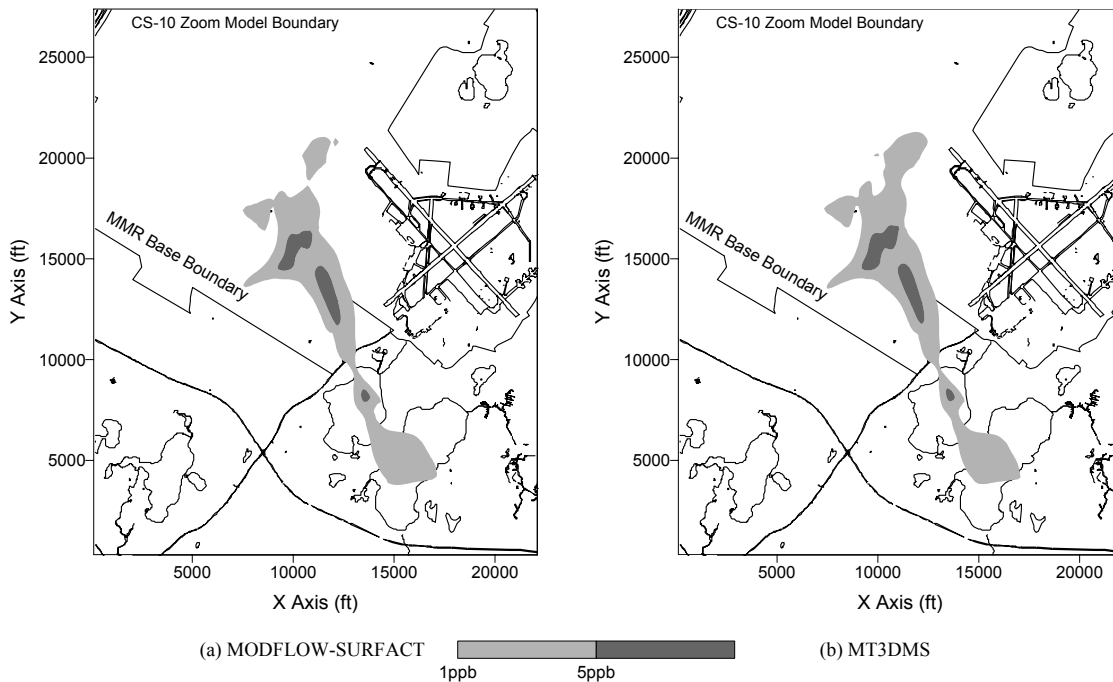 CS-10 Zoom Model Boundary
25000
20000
15000
10000
5000
Y Axis (ft)
MMR Base Boundary
5000
10000
15000
20000
X Axis (ft)
CS-10 Zoom Model Boundary
25000
20000
15000
10000
5000
Y Axis (ft)
MMR Base Boundary
5000
10000
15000
20000
X Axis (ft)
(a) MODFLOW-SURFACT
(b) MT3DMS
1ppb
5ppb